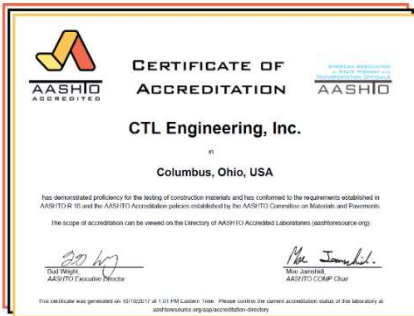 AASHTO
ACCREDITED
CERTIFICATE OF
ACCREDITATION
AMERICAN ASSOCIATION
OF STATE HIGHWAY AND
TRANSPORTATION OFFICIALS
AASHTO
CTL Engineering, Inc.
in
Columbus, Ohio, USA
has demonstrated proficiency for the testing of construction materials and has conformed to the requirements established in
AASHTO R 18 and the AASHTO Accreditation policies established by the AASHTO Committee on Materials and Pavements.
The scope of accreditation can be viewed on the Directory of AASHTO Accredited Laboratories (aashtoresource.org).
Bud Wright,
AASHTO Executive Director
Moe Jamshidi,
AASHTO COMP Chair
This certificate was generated on 10/10/2017 at 1:01 PM Eastern Time. Please confirm the current accreditation status of this laboratory at
aashtoresource.org/aap/accreditation-directory